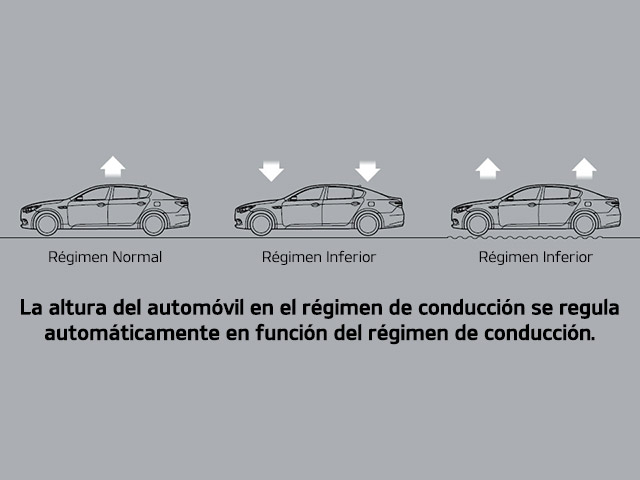 Régimen Normal
Régimen Inferior
Régimen Inferior
La altura del automóvil en el régimen de conducción se regula
automáticamente en función del régimen de conducción.